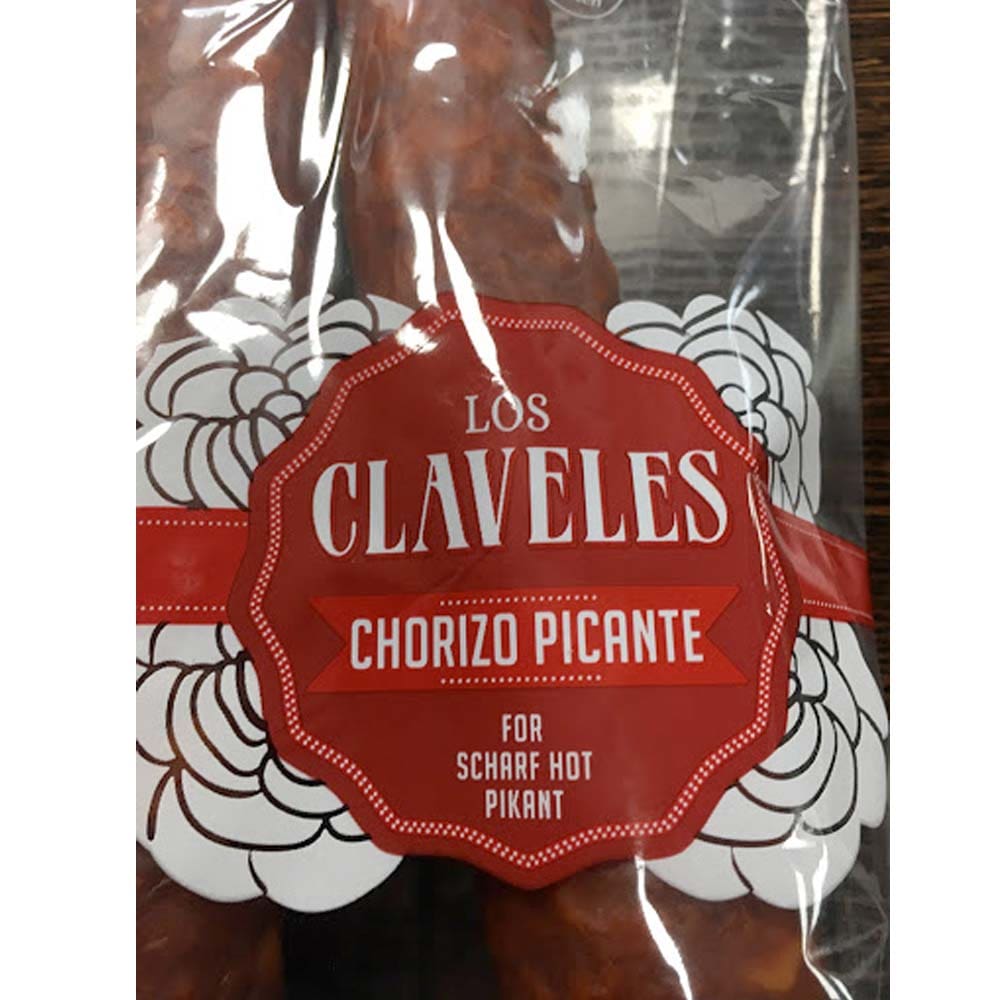 LOS
CLAVELES
CHORIZO PICANTE
FOR
SCHARF HOT
PIKANT